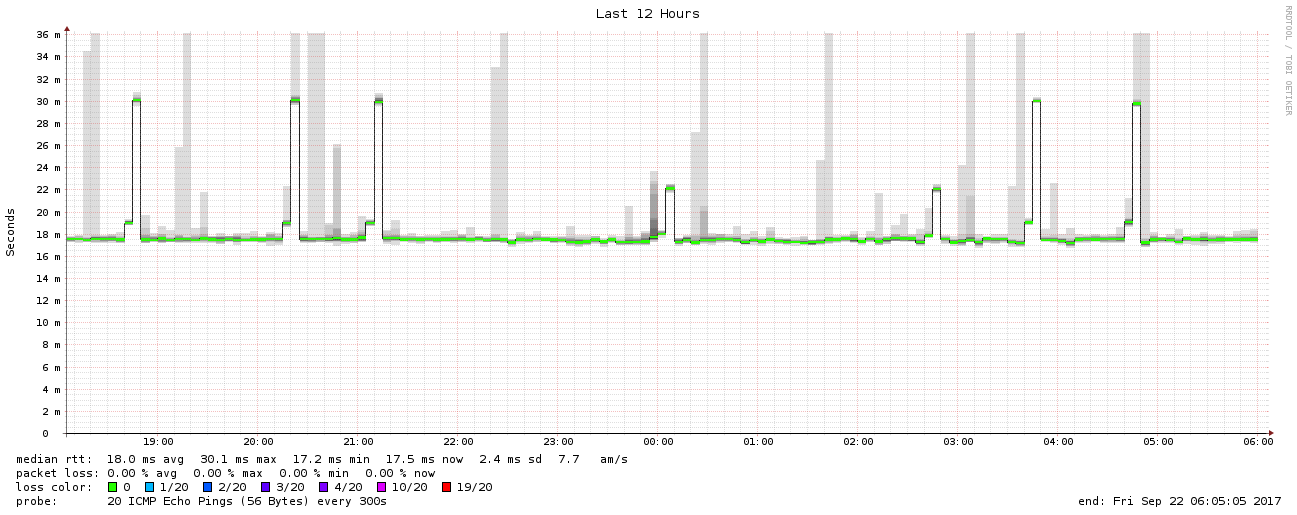 Last 12 Hours
RRDTOOL / TOBI OETIKER
Seconds
36 m
34 m
32 m
30 m
28 m
26 m
24 m
22 m
20 m
18 m
16 m
14 m
12 m
10 m
8 m
6 m
4 m
2 m
0
19:00 20:00 21:00 22:00 23:00 00:00 01:00 02:00 03:00 04:00 05:00 06:00
median rtt: 18.0 ms avg 30.1 ms max 17.2 ms min 17.5 ms now 2.4 ms sd 7.7 am/s
packet loss: 0.00 % avg 0.00 % max 0.00 % min 0.00 % now
loss color: 0 1/20 2/20 3/20 4/20 10/20 19/20
probe: 20 ICMP Echo Pings (56 Bytes) every 300s end: Fri Sep 22 06:05:05 2017